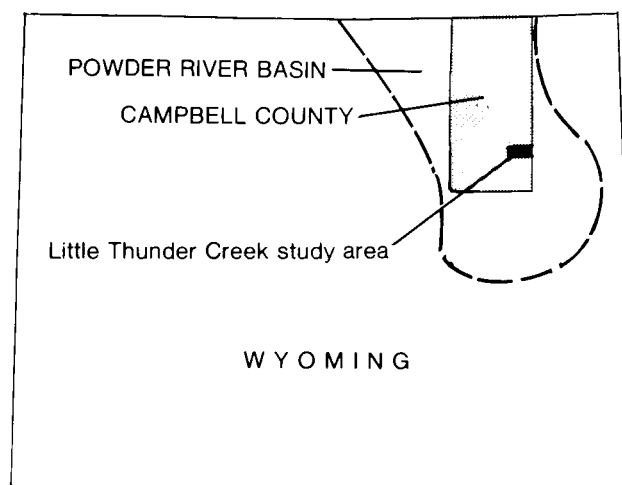 POWDER RIVER BASIN
CAMPBELL COUNTY
Little Thunder Creek study area
WYOMING